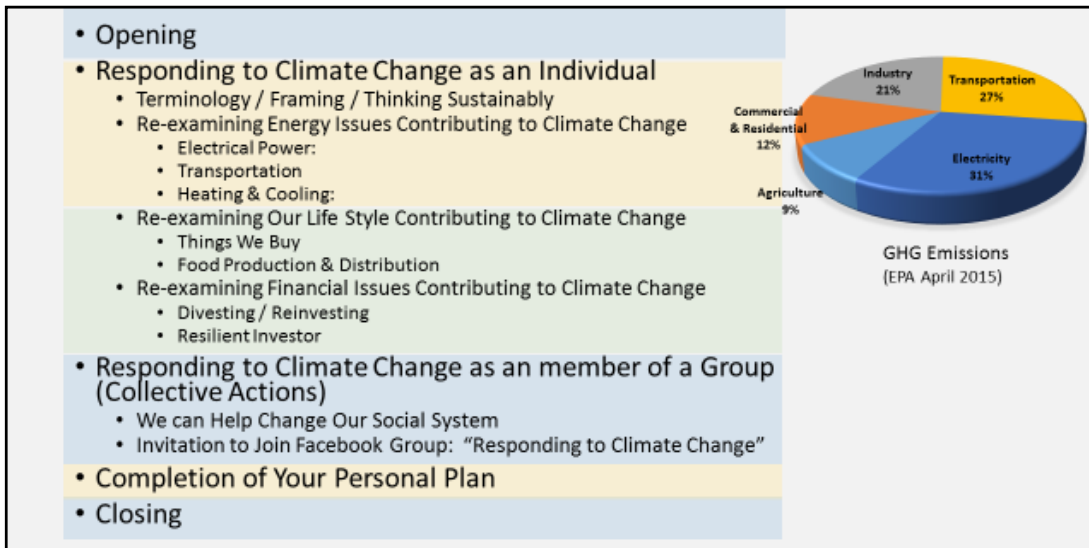 • Opening
• Responding to Climate Change as an Individual
• Terminology / Framing / Thinking Sustainably
• Re-examining Energy Issues Contributing to Climate Change
• Electrical Power:
• Transportation
• Heating & Cooling:
• Re-examining Our Life Style Contributing to Climate Change
• Things We Buy
• Food Production & Distribution
• Re-examining Financial Issues Contributing to Climate Change
• Divesting / Reinvesting
• Resilient Investor
• Responding to Climate Change as an member of a Group
(Collective Actions)
• We can Help Change Our Social System
• Invitation to Join Facebook Group: “Responding to Climate Change”
• Completion of Your Personal Plan
• Closing
Industry
21%
Transportation
27%
Commercial
& Residential
12%
Electricity
31%
Agriculture
9%
GHG Emissions
(EPA April 2015)